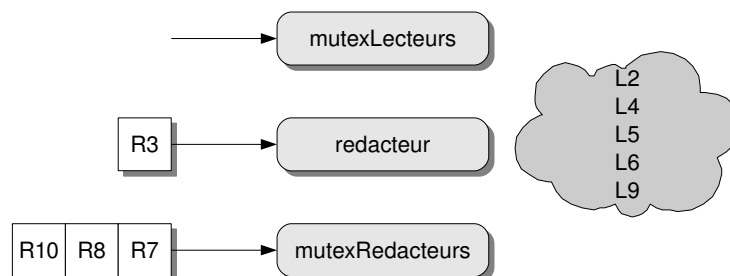 mutexLecteurs
L2
L4
R3
redacteur
L5
L6
L9
R10 R8 R7
mutexRedacteurs